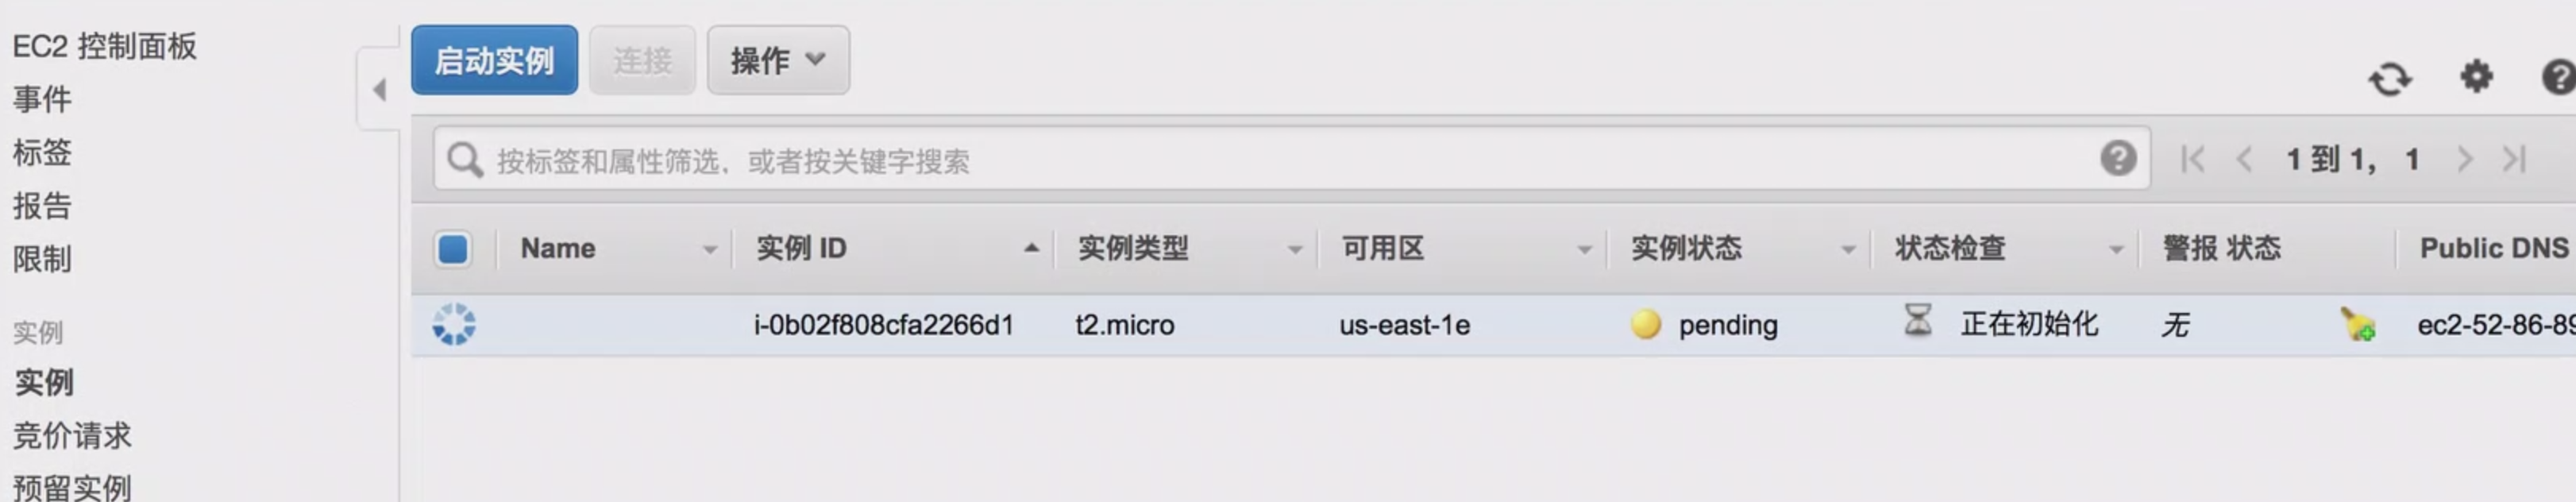 EC2 控制面板
事件
标签
报告
限制
实例
实例
竞价请求
预留实例
启动实例 连接 操作
按标签和属性筛选，或者按关键字搜索
1 到 1， 1
Name 实例 ID 实例类型 可用区 实例状态 状态检查 警报 状态 Public DNS
i-0b02f808cfa2266d1 t2.micro us-east-1e pending 正在初始化 无 ec2-52-86-89